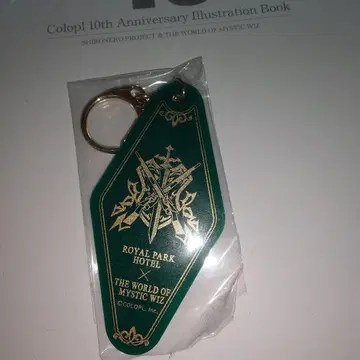 Colopl 10th Anniversary Illustration Book
SHIRONEKO PROJECT & THE WORLD OF MYSTIC WIZ
ROYAL PARK
HOTEL
×
THE WORLD OF
MYSTIC WIZ
©COLOPL, Inc.